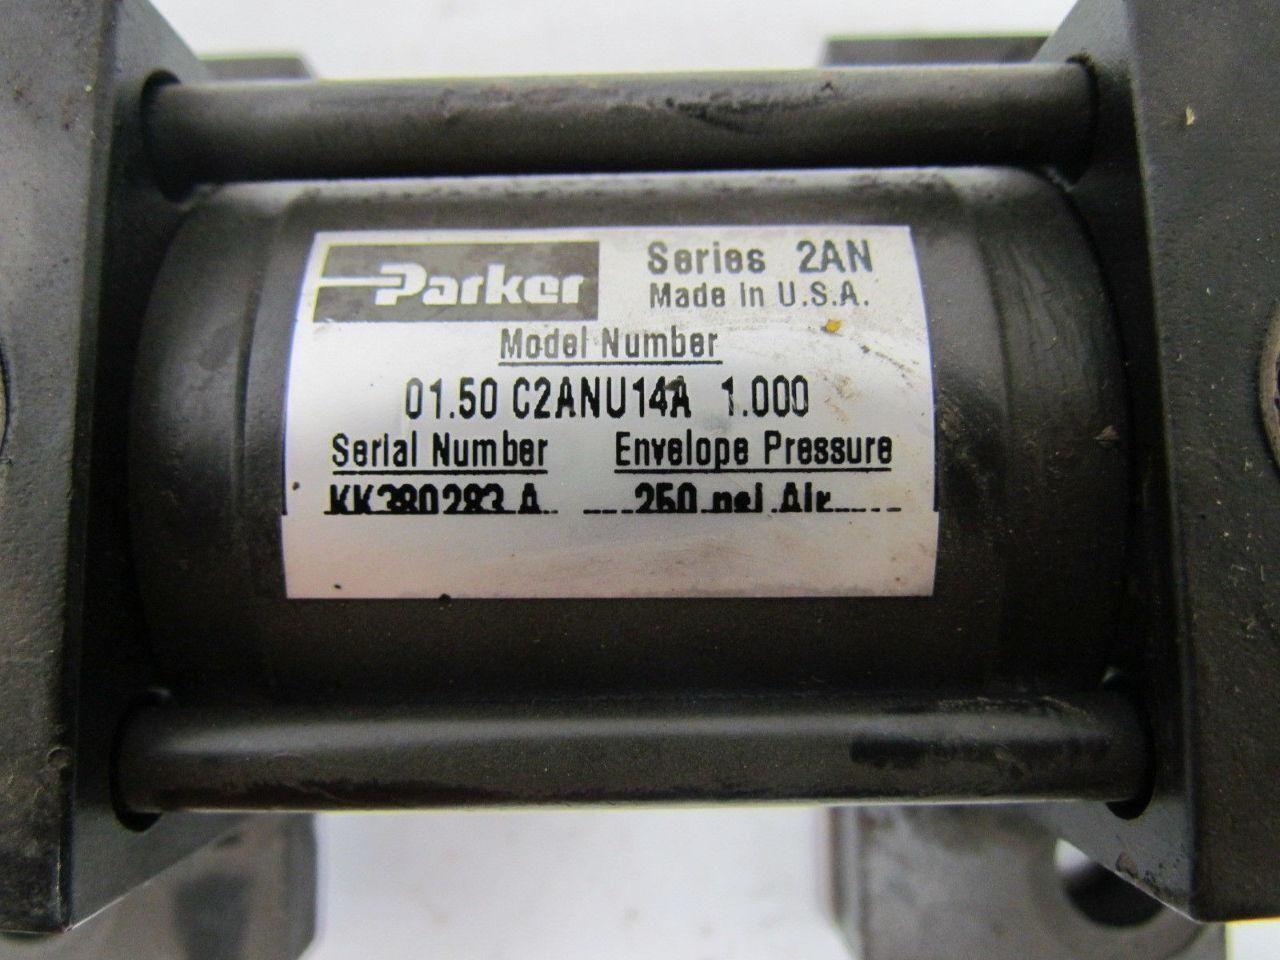 Parker Series 2AN
Made in U.S.A.
Model Number
01.50 C2ANU14A 1.000
Serial Number Envelope Pressure
KK380283 A 250 psi Air